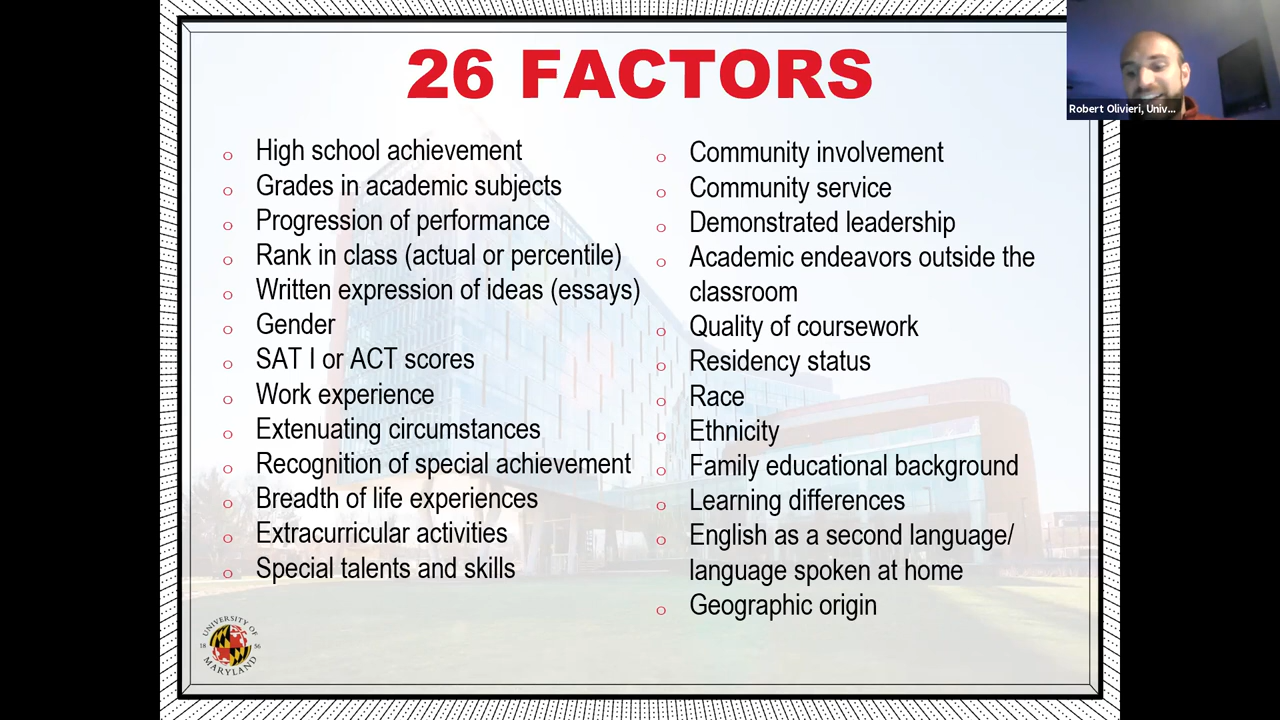 26 FACTORS
Robert Olivieri, Univ...
High school achievement
Grades in academic subjects
Progression of performance
Rank in class (actual or percentile)
Written expression of ideas (essays)
Gender
SAT I or ACT scores
Work experience
Extenuating circumstances
Recognition of special achievement
Breadth of life experiences
Extracurricular activities
Special talents and skills
Community involvement
Community service
Demonstrated leadership
Academic endeavors outside the
classroom
Quality of coursework
Residency status
Race
Ethnicity
Family educational background
Learning differences
English as a second language/
language spoken at home
Geographic origin
UNIVERSITY OF
18 56
MARYLAND